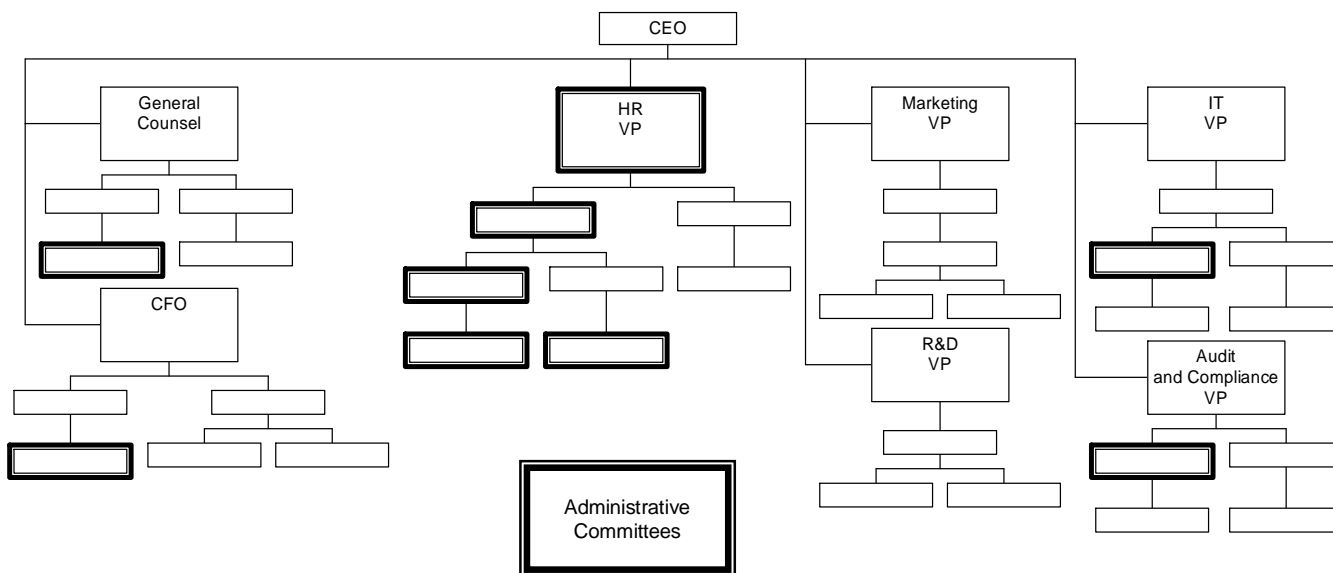 CEO
General
Counsel
HR
VP
Marketing
VP
IT
VP
CFO
R&D
VP
Audit
and Compliance
VP
Administrative
Committees